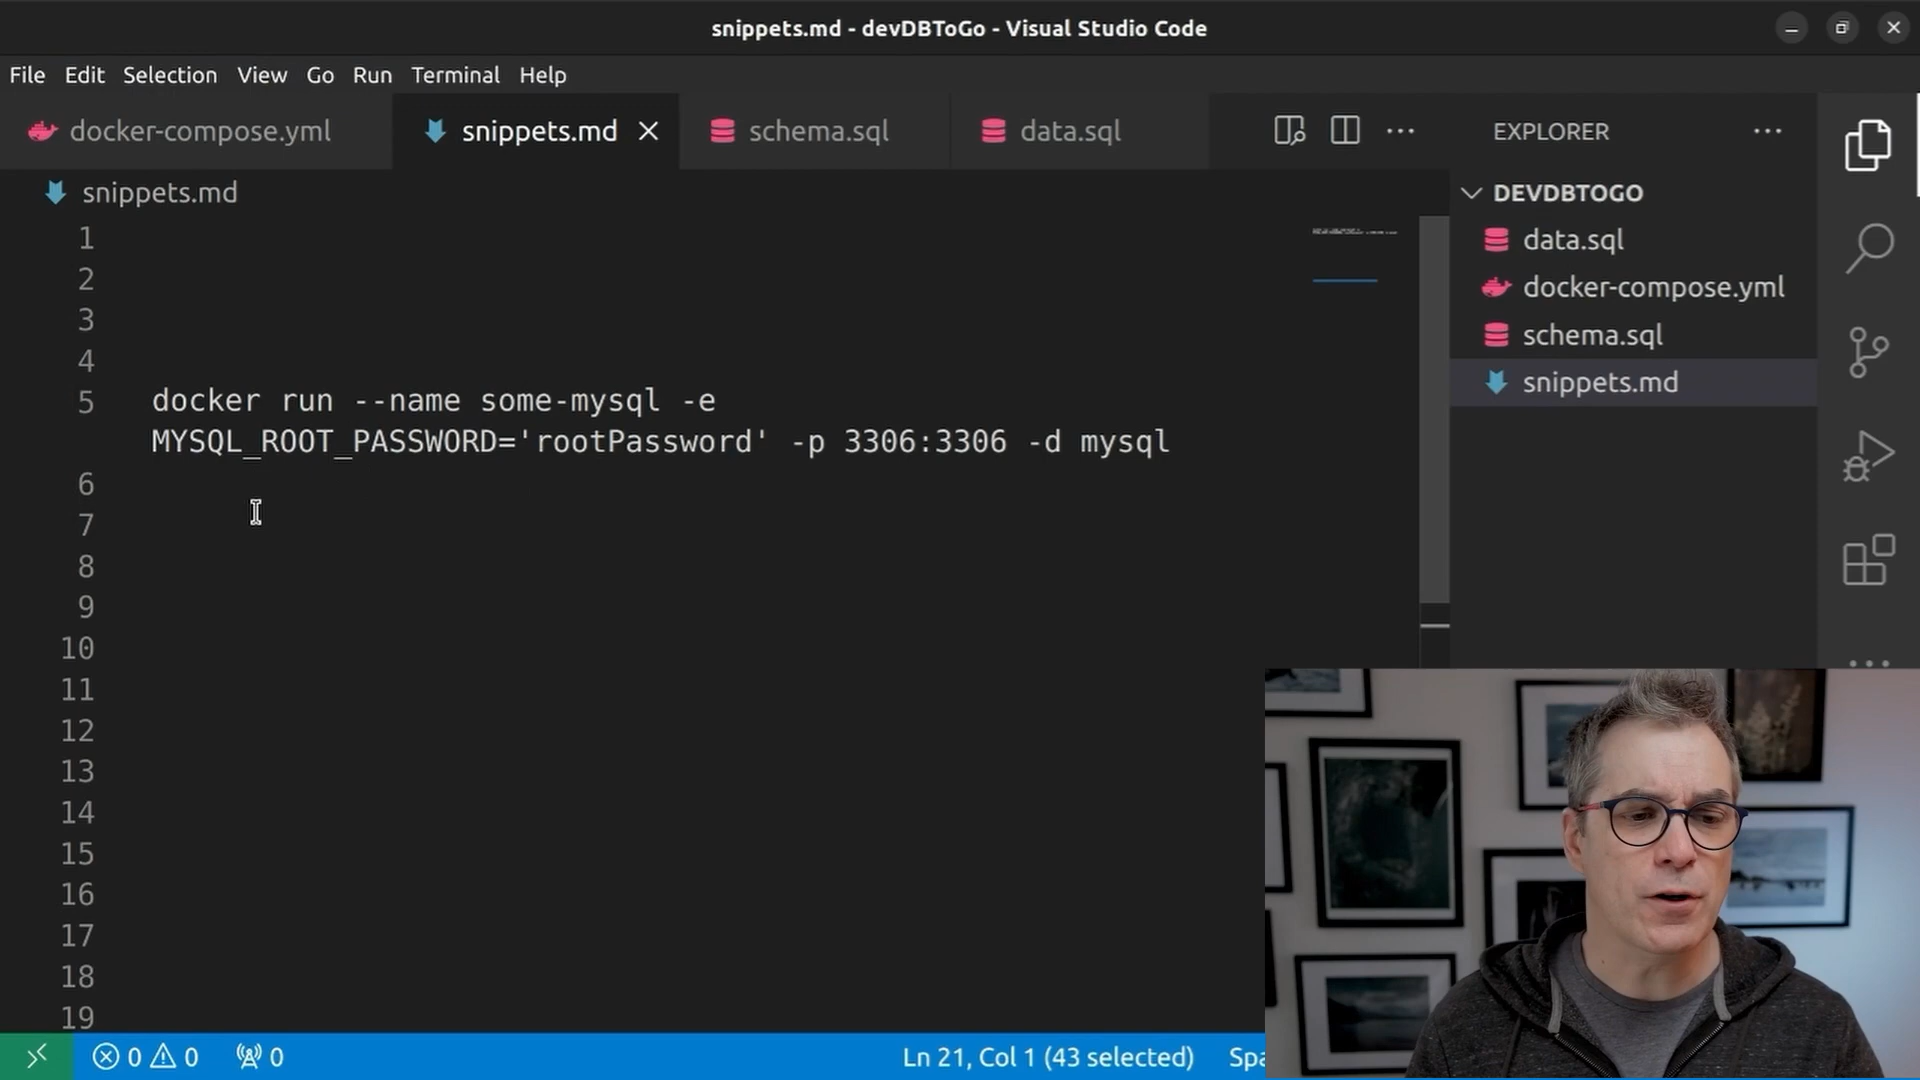 snippets.md - devDBToGo - Visual Studio Code
File Edit Selection View Go Run Terminal Help
docker-compose.yml snippets.md schema.sql data.sql
snippets.md
1
2
3
4
5 docker run --name some-mysql -e
MYSQL_ROOT_PASSWORD='rootPassword' -p 3306:3306 -d mysql
6
7
8
9
10
11
12
13
14
15
16
17
18
19
EXPLORER
DEVDBTOGO
data.sql
docker-compose.yml
schema.sql
snippets.md
0 0 0 Ln 21, Col 1 (43 selected)